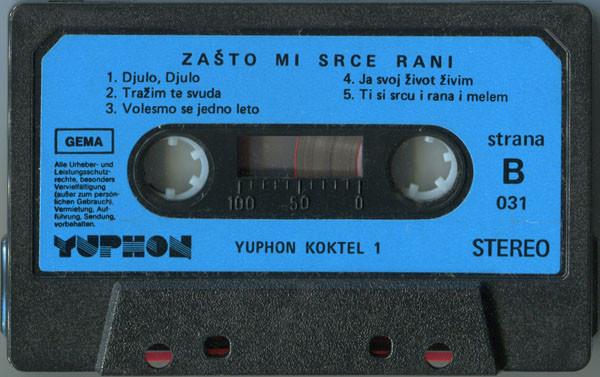 ZAŠTO MI SRCE RANI
1. Djulo, Djulo
2. Tražim te svuda
3. Volesmo se jedno leto
4. Ja svoj život živim
5. Ti si srcu i rana i melem
GEMA
Alle Urheber- und
Leistungsschutz-
rechte, besonders
Vervielfältigung
(außer zum persön-
lichen Gebrauch).
Vermietung, Auf-
führung, Sendung,
vorbehalten.
strana
B
031
100 50 0
YUPHON
YUPHON KOKTEL 1
STEREO